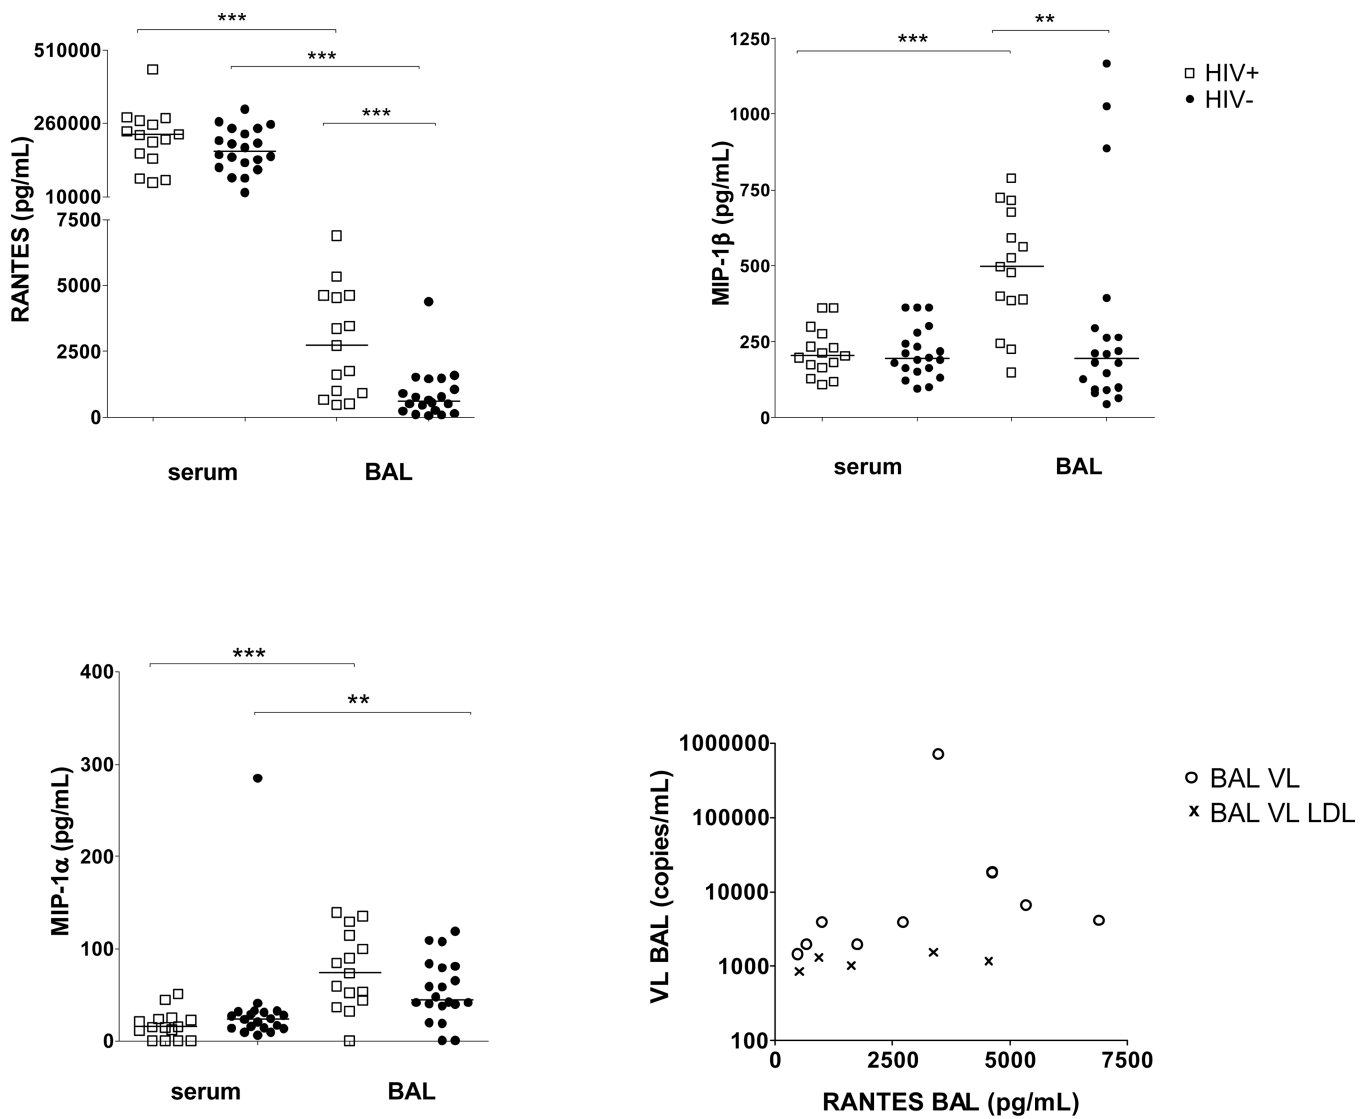 ***
***
***
510000
260000
10000
7500
5000
2500
0
RANTES (pg/mL)
serum BAL
***
**
1250
1000
750
500
250
0
MIP-1β (pg/mL)
serum BAL
HIV+
HIV-
***
**
400
300
200
100
0
MIP-1α (pg/mL)
serum BAL
1000000
100000
10000
1000
100
VL BAL (copies/mL)
0 2500 5000 7500
RANTES BAL (pg/mL)
BAL VL
x BAL VL LDL